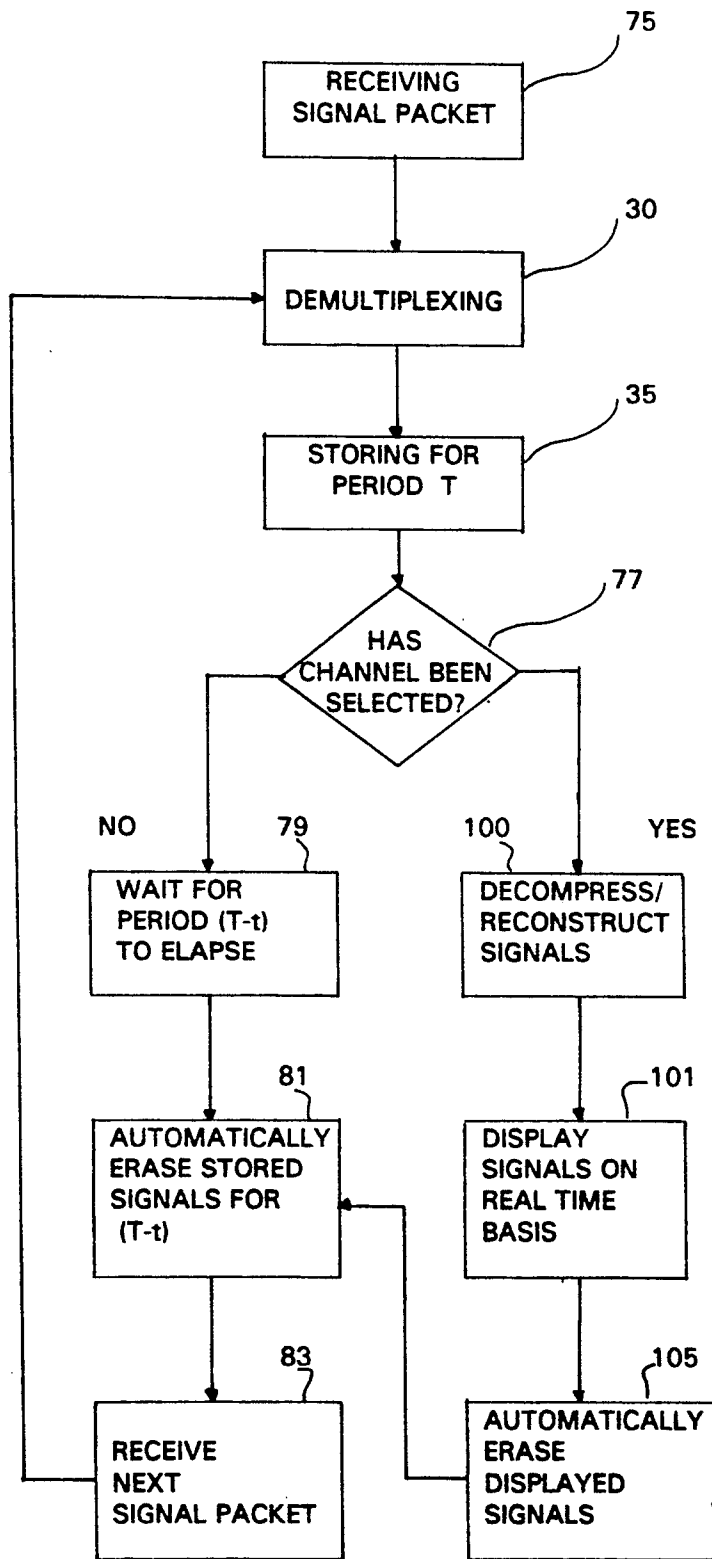 75
RECEIVING
SIGNAL PACKET
30
DEMULTIPLEXING
35
STORING FOR
PERIOD T
77
HAS
CHANNEL BEEN
SELECTED?
NO
79
100
YES
WAIT FOR
PERIOD (T-t)
TO ELAPSE
DECOMPRESS/
RECONSTRUCT
SIGNALS
81
101
AUTOMATICALLY
ERASE STORED
SIGNALS FOR
(T-t)
DISPLAY
SIGNALS ON
REAL TIME
BASIS
83
105
RECEIVE
NEXT
SIGNAL PACKET
AUTOMATICALLY
ERASE
DISPLAYED
SIGNALS